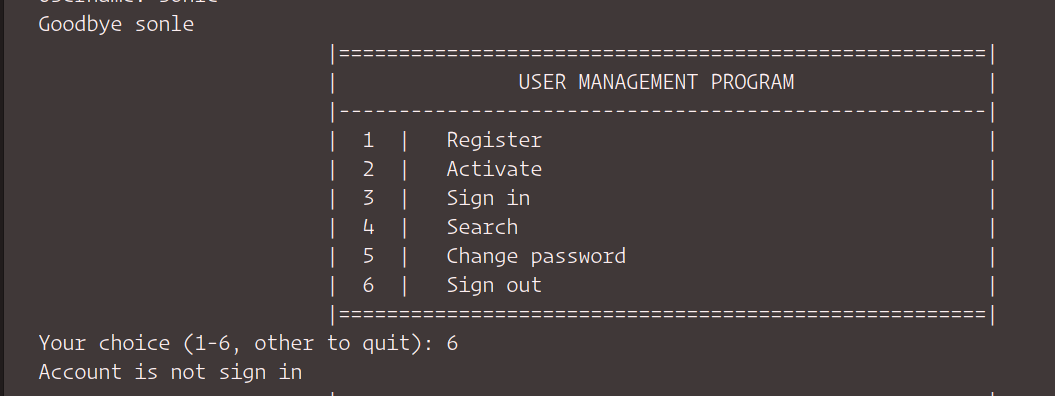 Goodbye sonle
|======================================================|
| USER MANAGEMENT PROGRAM |
|------------------------------------------------------|
| 1 | Register |
| 2 | Activate |
| 3 | Sign in |
| 4 | Search |
| 5 | Change password |
| 6 | Sign out |
|======================================================|
Your choice (1-6, other to quit): 6
Account is not sign in